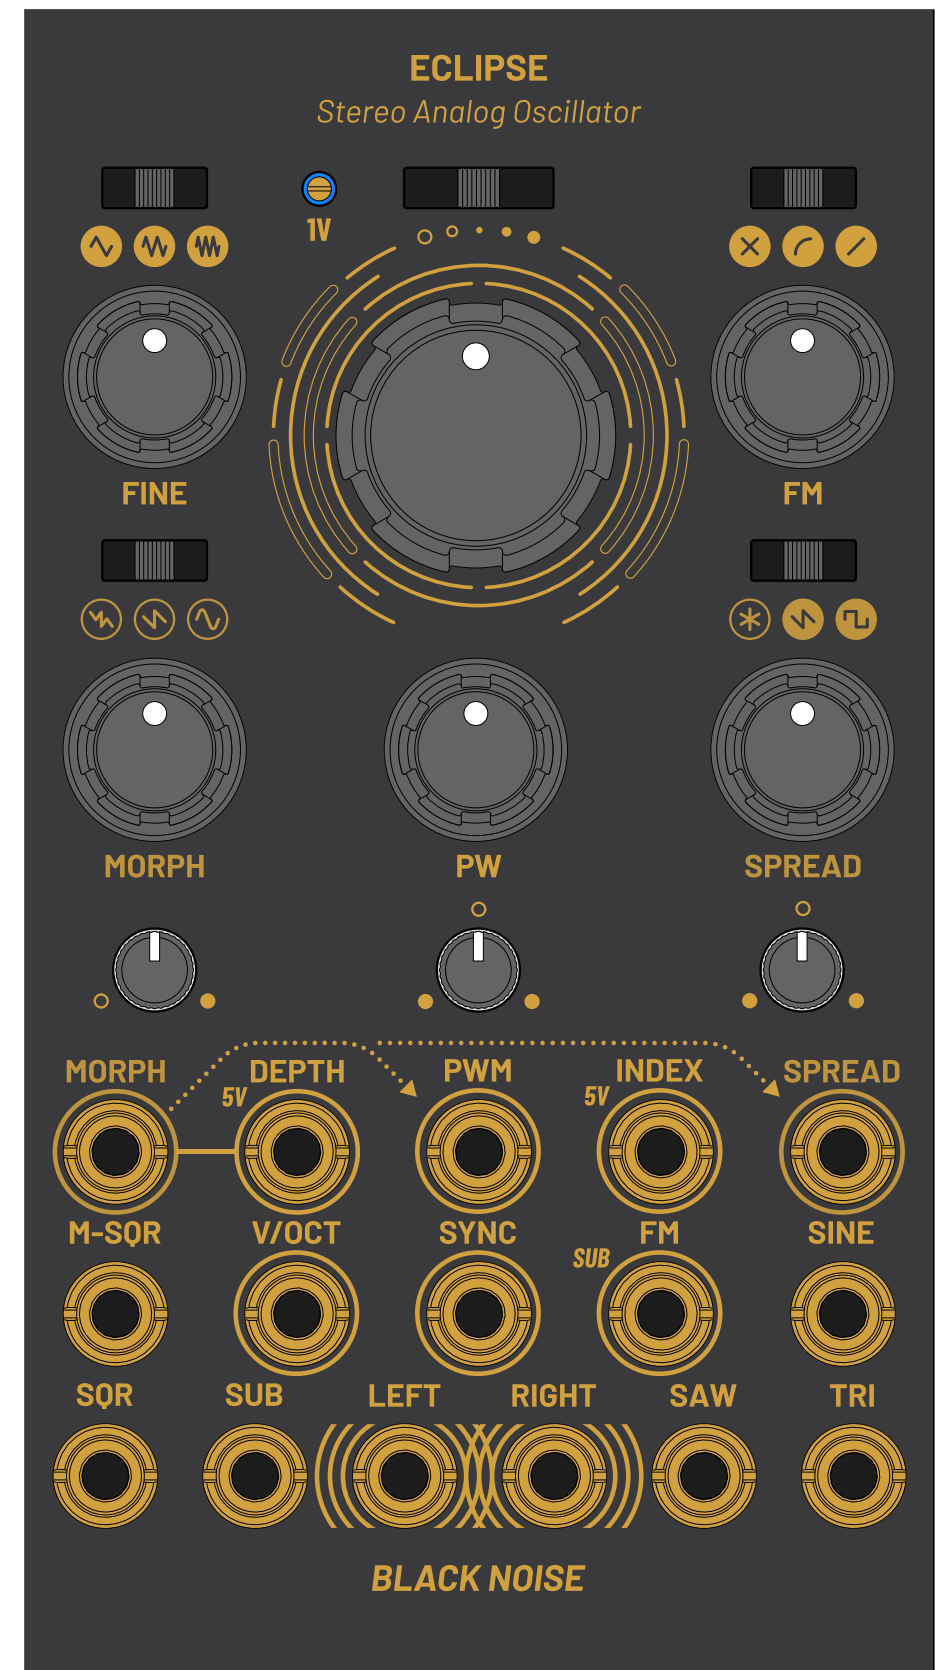 ECLIPSE
Stereo Analog Oscillator
1V
FINE
FM
MORPH
PW
SPREAD
MORPH
DEPTH
PWM
INDEX
SPREAD
5V
5V
M-SQR
V/OCT
SYNC
FM
SINE
SUB
SQR
SUB
LEFT
RIGHT
SAW
TRI
BLACK NOISE